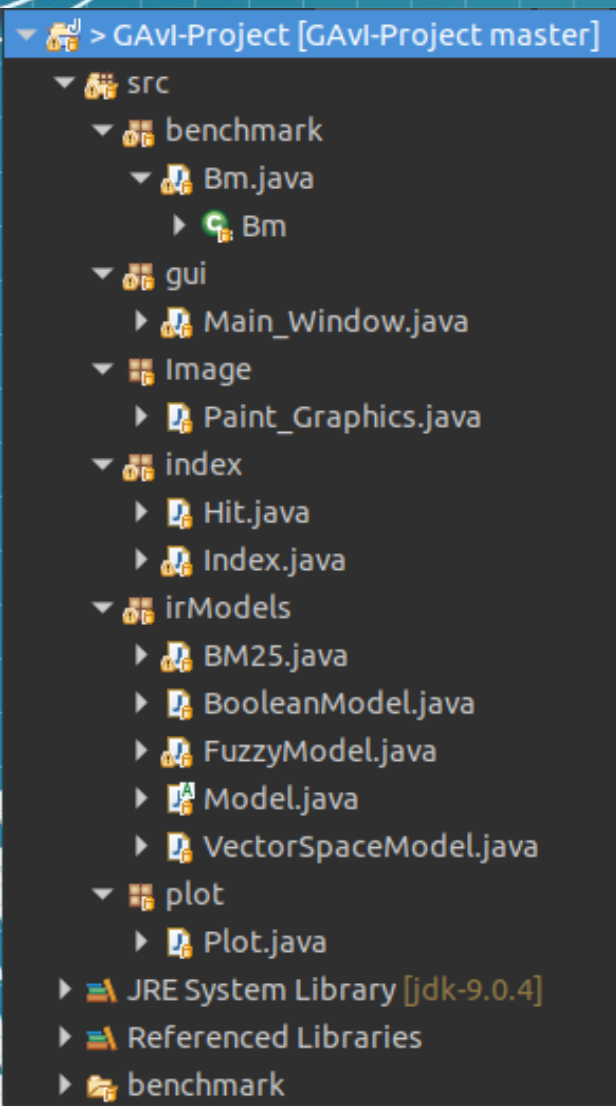 > GAvI-Project [GAvI-Project master]
src
benchmark
Bm.java
Bm
gui
Main_Window.java
Image
Paint_Graphics.java
index
Hit.java
Index.java
irModels
BM25.java
BooleanModel.java
FuzzyModel.java
Model.java
VectorSpaceModel.java
plot
Plot.java
JRE System Library [jdk-9.0.4]
Referenced Libraries
benchmark